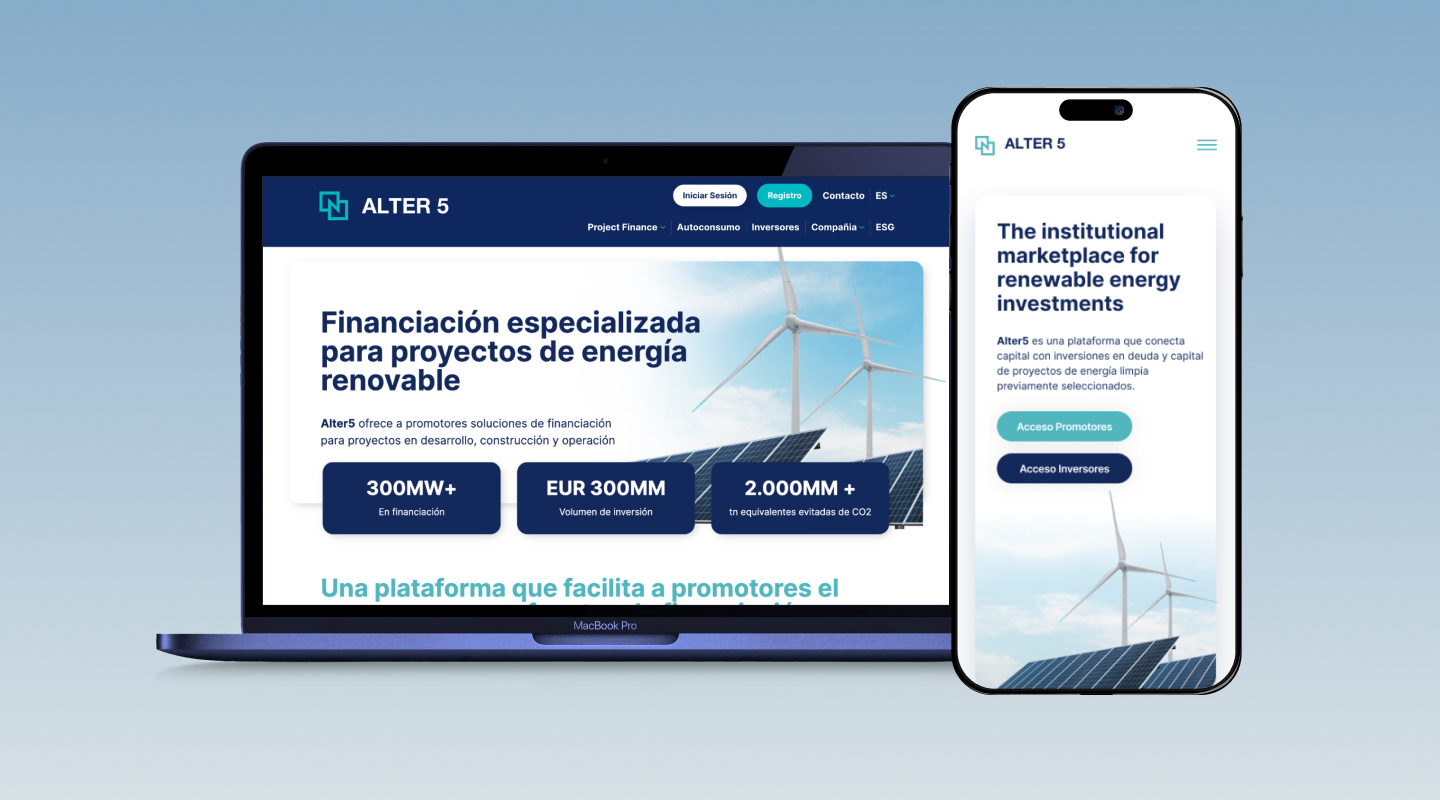 ALTER 5
Iniciar Sesión
Registro
Contacto
ES
Project Finance
Autoconsumo
Inversores
Compañia
ESG
Financiación especializada
para proyectos de energía
renovable
Alter5 ofrece a promotores soluciones de financiación
para proyectos en desarrollo, construcción y operación
300MW+
En financiación
EUR 300MM
Volumen de inversión
2.000MM +
tn equivalentes evitadas de CO2
Una plataforma que facilita a promotores el
MacBook Pro
ALTER 5
The institutional
marketplace for
renewable energy
investments
Alter5 es una plataforma que conecta
capital con inversiones en deuda y capital
de proyectos de energía limpia
previamente seleccionados.
Acceso Promotores
Acceso Inversores